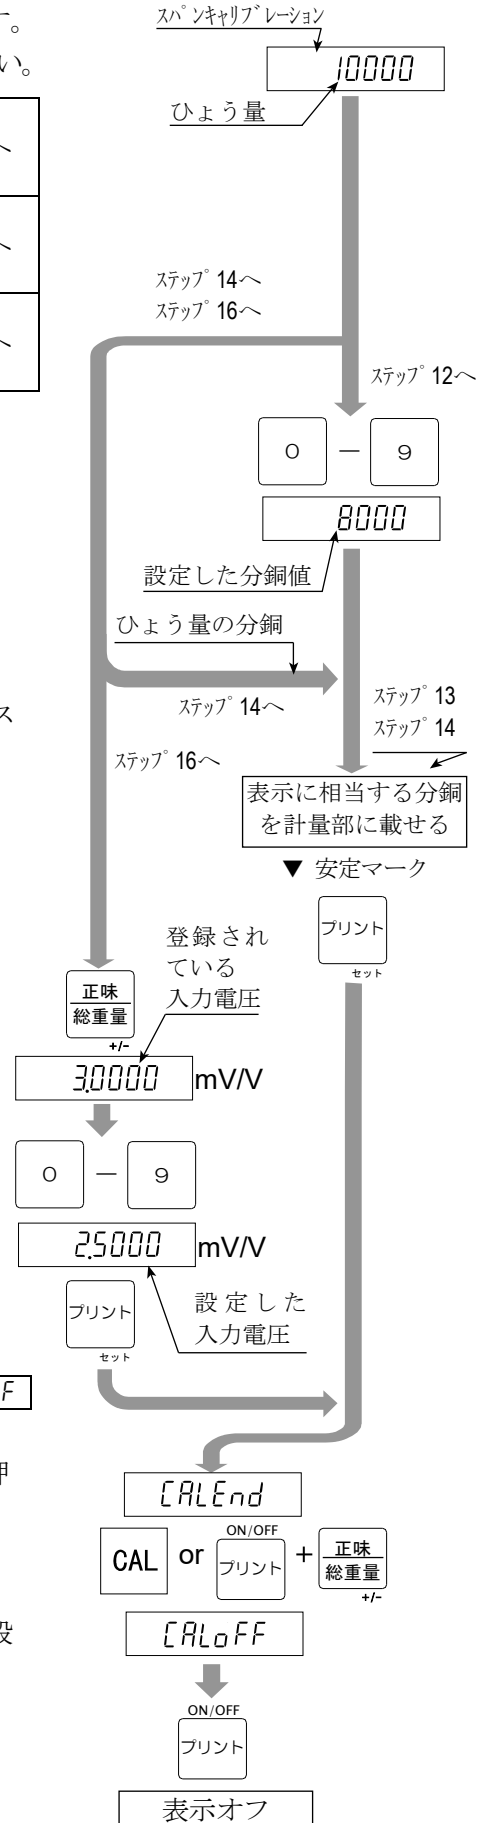 す。
い。
スパンキャリブレーション
10000
ひょう量
へ
へ
へ
ステップ 14へ
ステップ 16へ
ステップ 12へ
0 － 9
8000
設定した分銅値
ひょう量の分銅
ス
ステップ 14へ
ステップ 13
ステップ 14
ステップ 16へ
表示に相当する分銅
を計量部に載せる
▼ 安定マーク
プリント
セット
登録され
ている
入力電圧
正味
総重量
+/-
3.0000 mV/V
0 － 9
2.5000 mV/V
プリント
セット
設定した
入力電圧
F
押
CALEnd
CAL or ON/OFF プリント + 正味
総重量
+/-
設
CALoFF
ON/OFF
プリント
表示オフ